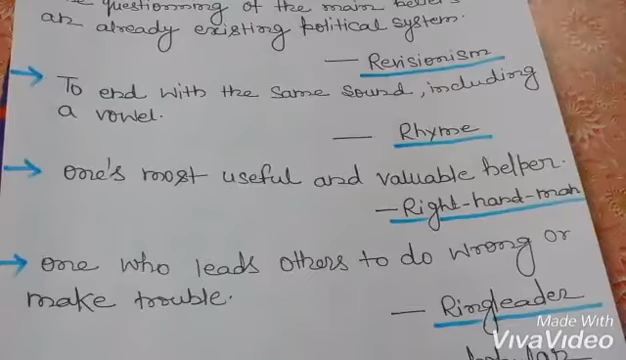 questionning of the main
an already existing political system.
— Revisionism
To end with the same sound, including
a vowel.
— Rhyme
one's most useful and valuable helper.
— Right-hand-man
one who leads others to do wrong or
make trouble.
— Ringleader
Made With
VivaVideo